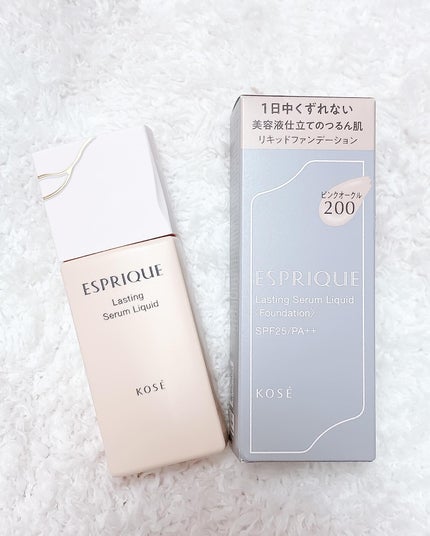 ESPRIQUE
Lasting
Serum Liquid
KOSÉ
1日中くずれない
美容液仕立てのつるん肌
リキッドファンデーション
ピンクオークル
200
ESPRIQUE
Lasting Serum Liquid
〈Foundation〉
SPF25/PA++
KOSÉ